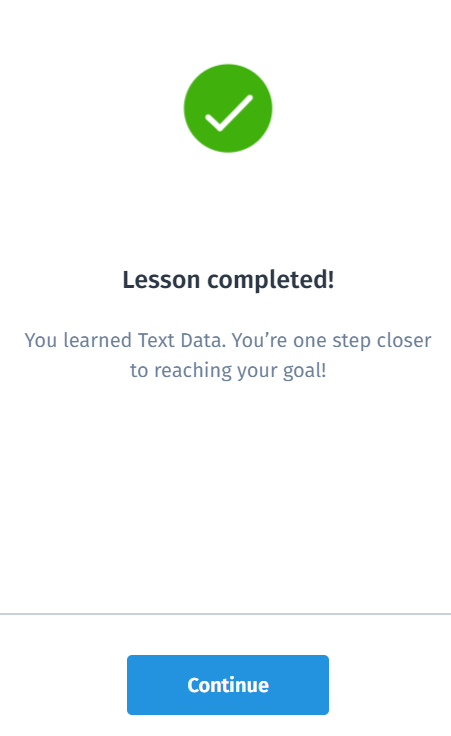 Lesson completed!
You learned Text Data. You’re one step closer
to reaching your goal!
Continue